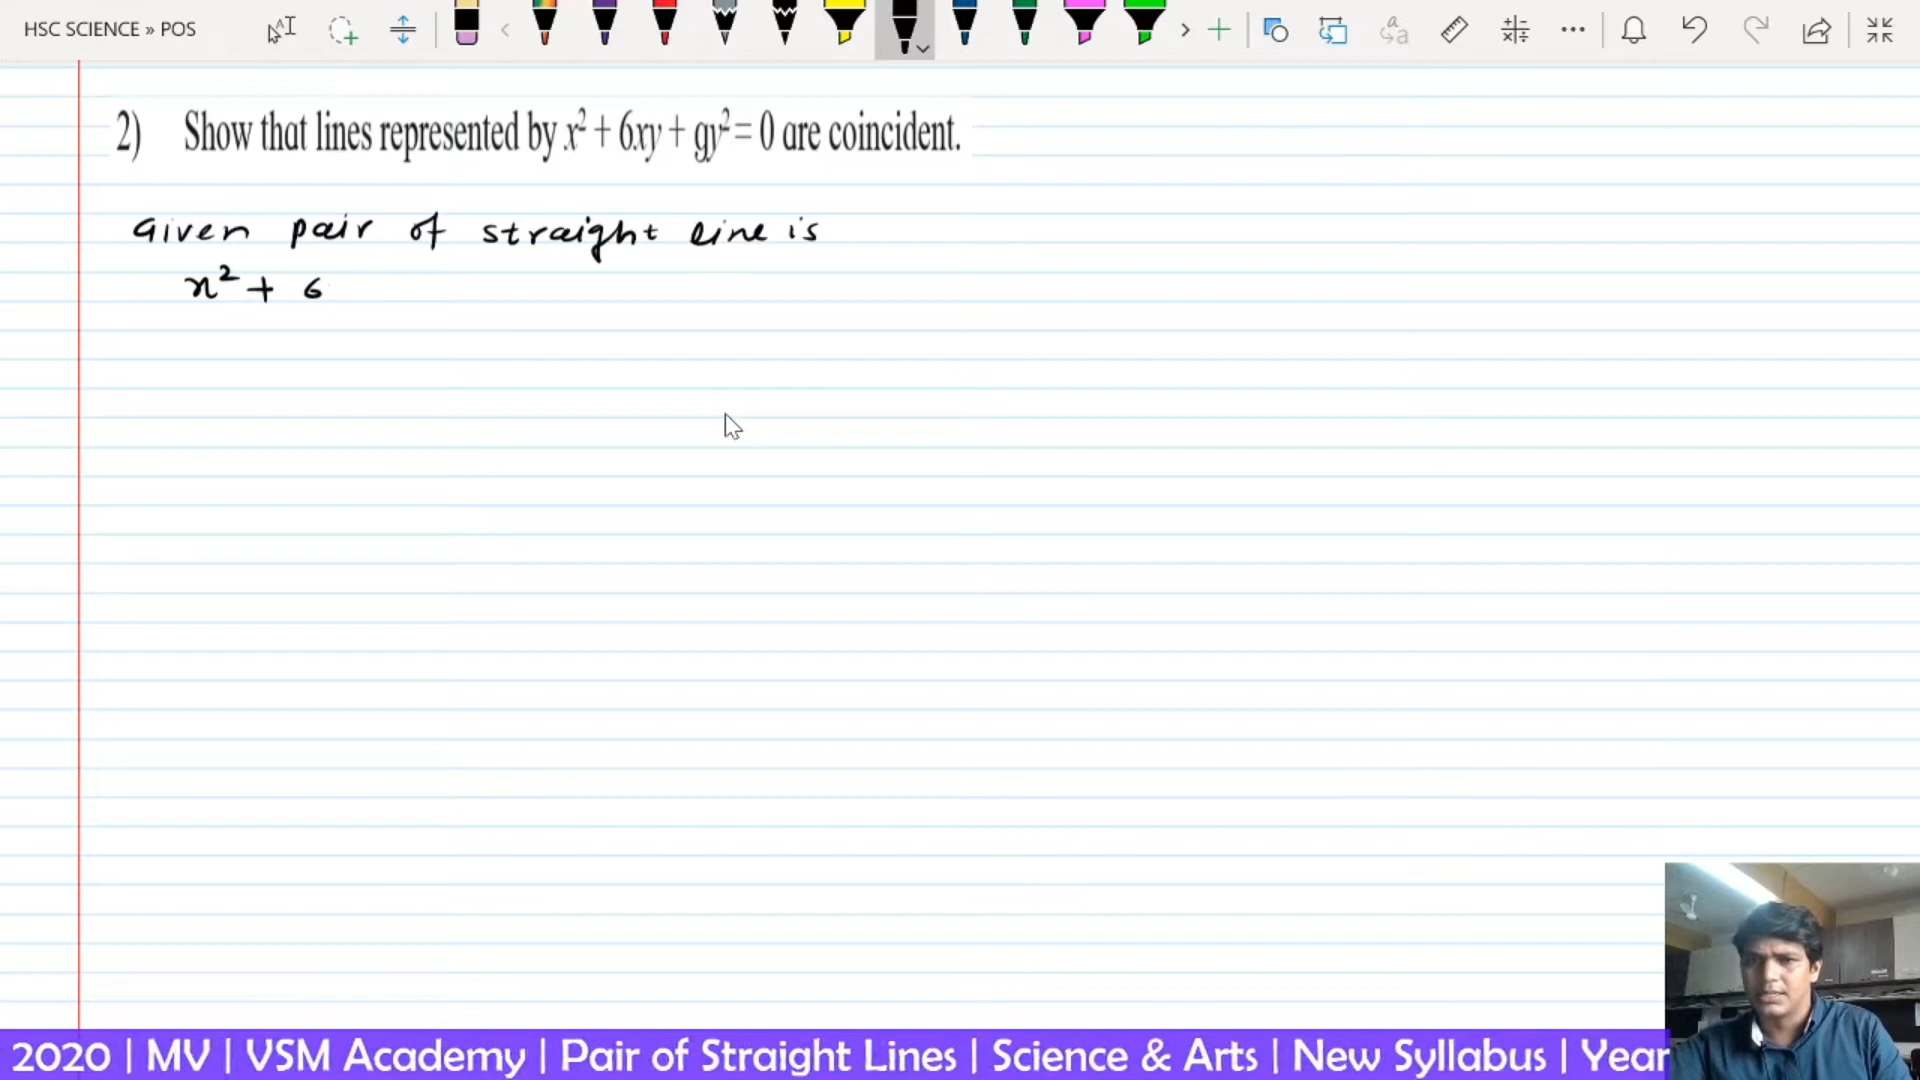 HSC SCIENCE » POS
2) Show that lines represented by x² + 6xy + gy² = 0 are coincident.
Given pair of straight line is
x² + 6
2020 | MV | VSM Academy | Pair of Straight Lines | Science & Arts | New Syllabus | Year